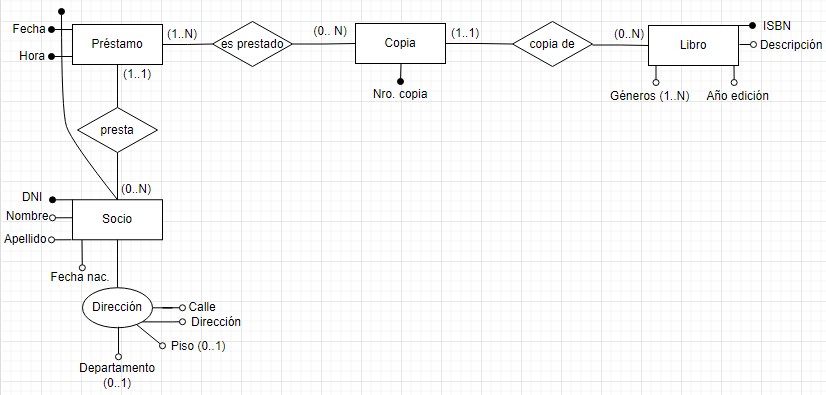 Fecha
Hora
Préstamo
(1..N)
es prestado
(0.. N)
Copia
(1..1)
copia de
(0..N)
Libro
ISBN
Descripción
(1..1)
Nro. copia
Géneros (1..N)
Año edición
presta
(0..N)
DNI
Nombre
Apellido
Socio
Fecha nac.
Dirección
Calle
Dirección
Piso (0..1)
Departamento
(0..1)